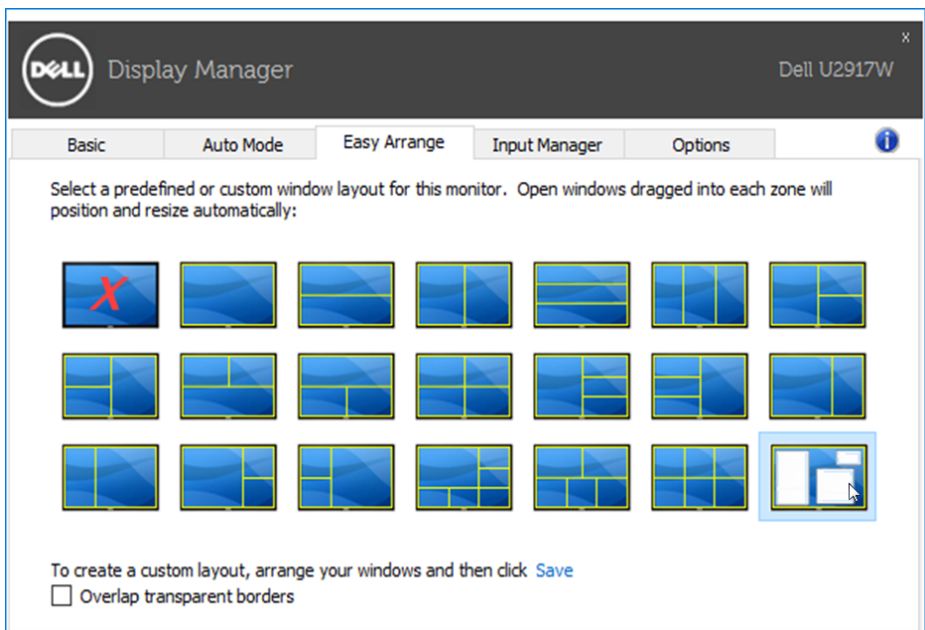 x
DELL Display Manager Dell U2917W
Basic Auto Mode Easy Arrange Input Manager Options i
Select a predefined or custom window layout for this monitor. Open windows dragged into each zone will
position and resize automatically:
X
To create a custom layout, arrange your windows and then click Save
Overlap transparent borders